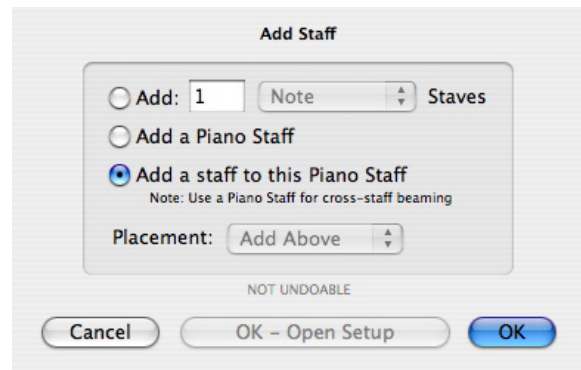 Add Staff
Add: 1 Note Staves
Add a Piano Staff
Add a staff to this Piano Staff
Note: Use a Piano Staff for cross-staff beaming
Placement: Add Above
NOT UNDOABLE
Cancel OK – Open Setup OK